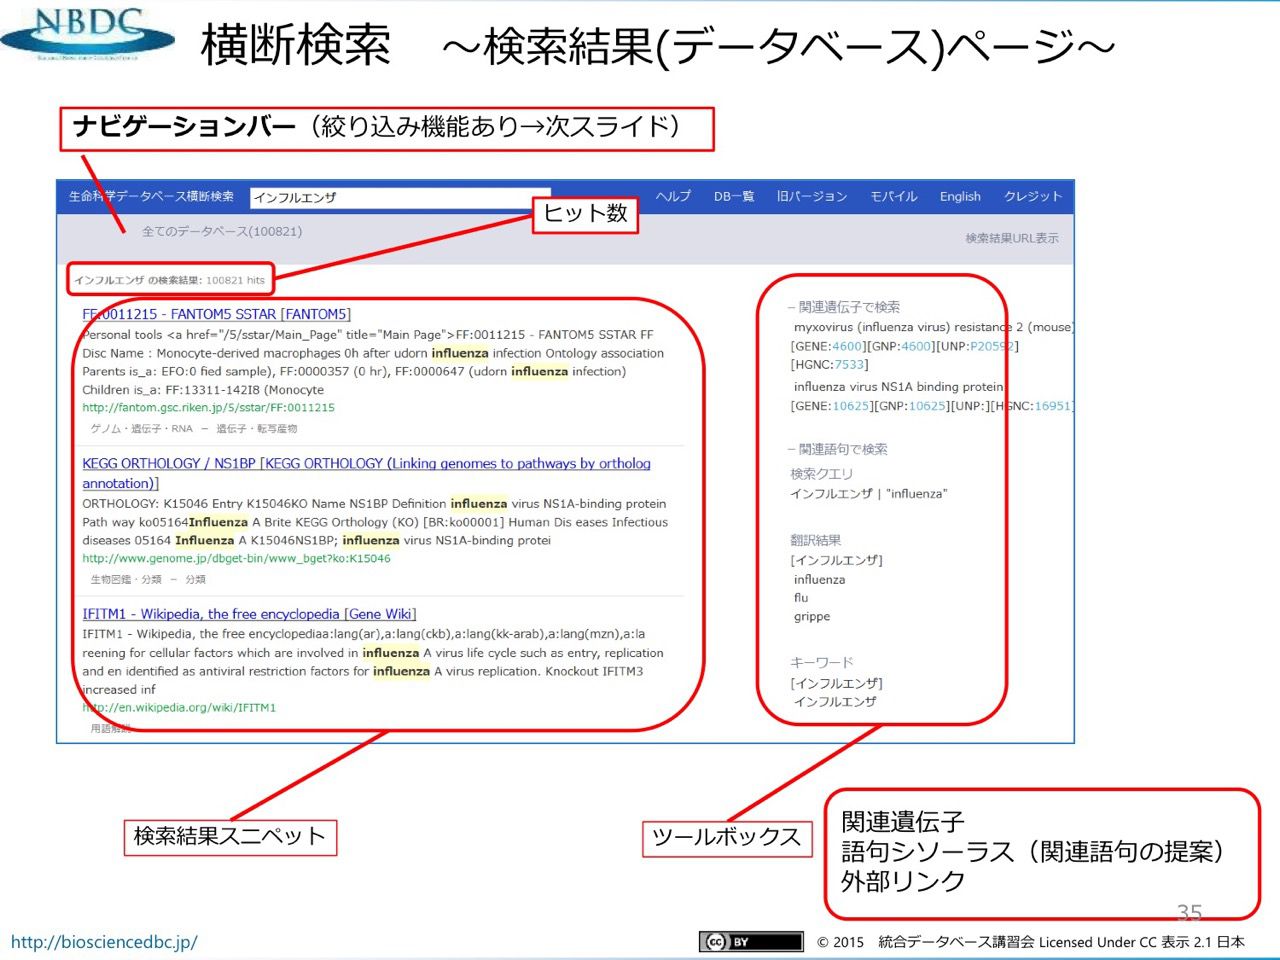 NBDC
横断検索　～検索結果(データベース)ページ～
ナビゲーションバー（絞り込み機能あり→次スライド）
生命科学データベース横断検索 インフルエンザ ヘルプ DB一覧 旧バージョン モバイル English クレジット
ヒット数
全てのデータベース(100821)
検索結果URL表示
インフルエンザ の検索結果: 100821 hits
FF:0011215 - FANTOM5 SSTAR [FANTOM5]
Personal tools <a href="/5/sstar/Main_Page" title="Main Page">FF:0011215 - FANTOM5 SSTAR FF
Disc Name : Monocyte-derived macrophages 0h after udorn influenza infection Ontology association
Parents is_a: EFO:0 fied sample), FF:0000357 (0 hr), FF:0000647 (udorn influenza infection)
Children is_a: FF:13311-142I8 (Monocyte
http://fantom.gsc.riken.jp/5/sstar/FF:0011215
ゲノム・遺伝子・RNA － 遺伝子・転写産物
KEGG ORTHOLOGY / NS1BP [KEGG ORTHOLOGY (Linking genomes to pathways by ortholog
annotation)]
ORTHOLOGY: K15046 Entry K15046KO Name NS1BP Definition influenza virus NS1A-binding protein
Path way ko05164Influenza A Brite KEGG Orthology (KO) [BR:ko00001] Human Dis eases Infectious
diseases 05164 Influenza A K15046NS1BP; influenza virus NS1A-binding protei
http://www.genome.jp/dbget-bin/www_bget?ko:K15046
生物図鑑・分類 － 分類
IFITM1 - Wikipedia, the free encyclopedia [Gene Wiki]
IFITM1 - Wikipedia, the free encyclopediaa:lang(ar),a:lang(ckb),a:lang(kk-arab),a:lang(mzn),a:la
reening for cellular factors which are involved in influenza A virus life cycle such as entry, replication
and en identified as antiviral restriction factors for influenza A virus replication. Knockout IFITM3
increased inf
http://en.wikipedia.org/wiki/IFITM1
用語解説
－関連遺伝子で検索
myxovirus (influenza virus) resistance 2 (mouse)
[GENE:4600][GNP:4600][UNP:P20592]
[HGNC:7533]
influenza virus NS1A binding protein
[GENE:10625][GNP:10625][UNP:][HGNC:16951]
－関連語句で検索
検索クエリ
インフルエンザ | "influenza"
翻訳結果
[インフルエンザ]
influenza
flu
grippe
キーワード
[インフルエンザ]
インフルエンザ
検索結果スニペット
ツールボックス
関連遺伝子
語句シソーラス（関連語句の提案）
外部リンク
35
http://biosciencedbc.jp/
cc BY
© 2015　統合データベース講習会 Licensed Under CC 表示 2.1 日本